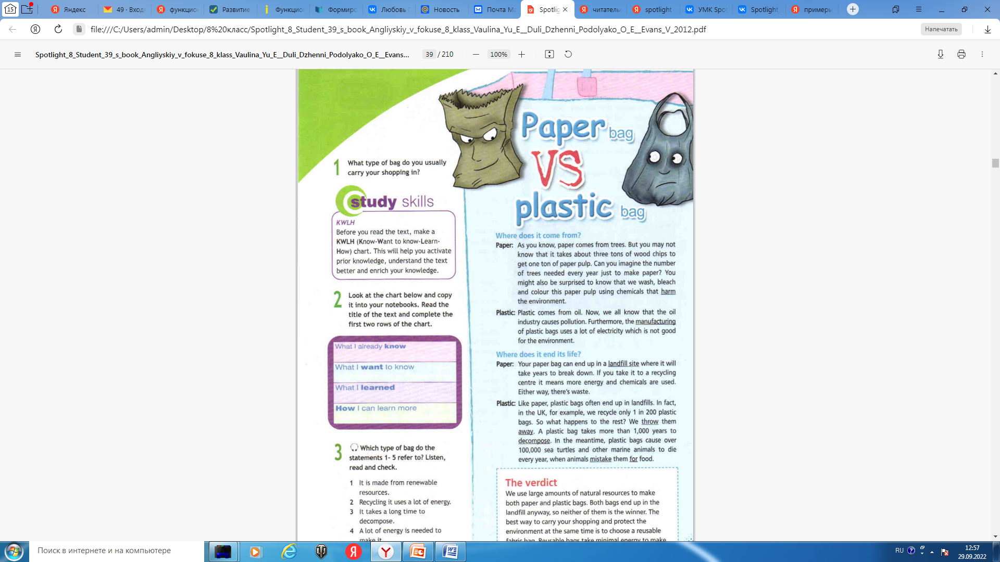 15
Яндекс
49 · Вход
функцио
Развитие
Функцио
Формиро
Любовь Г
Новость
Почта Ма
Spotlig
читательс
spotlight
УМК Spo
Spotlight_
примеры
file:///C:/Users/admin/Desktop/8%20класс/Spotlight_8_Student_39_s_book_Angliyskiy_v_fokuse_8_klass_Vaulina_Yu_E__Duli_Dzhenni_Podolyako_O_E__Evans_V_2012.pdf
Напечатать
Spotlight_8_Student_39_s_book_Angliyskiy_v_fokuse_8_klass_Vaulina_Yu_E__Duli_Dzhenni_Podolyako_O_E__Evans...
39 / 210
100%
Paper bag
VS
plastic bag
1 What type of bag do you usually
carry your shopping in?
study skills
KWLH
Before you read the text, make a
KWLH (Know-Want to know-Learn-
How) chart. This will help you activate
prior knowledge, understand the text
better and enrich your knowledge.
2 Look at the chart below and copy
it into your notebooks. Read the
title of the text and complete the
first two rows of the chart.
What I already know
What I want to know
What I learned
How I can learn more
3 Which type of bag do the
statements 1- 5 refer to? Listen,
read and check.
1 It is made from renewable
resources.
2 Recycling it uses a lot of energy.
3 It takes a long time to
decompose.
4 A lot of energy is needed to
make it.
Where does it come from?
Paper: As you know, paper comes from trees. But you may not
know that it takes about three tons of wood chips to
get one ton of paper pulp. Can you imagine the number
of trees needed every year just to make paper? You
might also be surprised to know that we wash, bleach
and colour this paper pulp using chemicals that harm
the environment.
Plastic: Plastic comes from oil. Now, we all know that the oil
industry causes pollution. Furthermore, the manufacturing
of plastic bags uses a lot of electricity which is not good
for the environment.
Where does it end its life?
Paper: Your paper bag can end up in a landfill site where it will
take years to break down. If you take it to a recycling
centre it means more energy and chemicals are used.
Either way, there's waste.
Plastic: Like paper, plastic bags often end up in landfills. In fact,
in the UK, for example, we recycle only 1 in 200 plastic
bags. So what happens to the rest? We throw them
away. A plastic bag takes more than 1,000 years to
decompose. In the meantime, plastic bags cause over
100,000 sea turtles and other marine animals to die
every year, when animals mistake them for food.
The verdict
We use large amounts of natural resources to make
both paper and plastic bags. Both bags end up in the
landfill anyway, so neither of them is the winner. The
best way to carry your shopping and protect the
environment at the same time is to choose a reusable
fabric bag. Reusable bags take minimal energy to make
Поиск в интернете и на компьютере
RU
12:57
29.09.2022